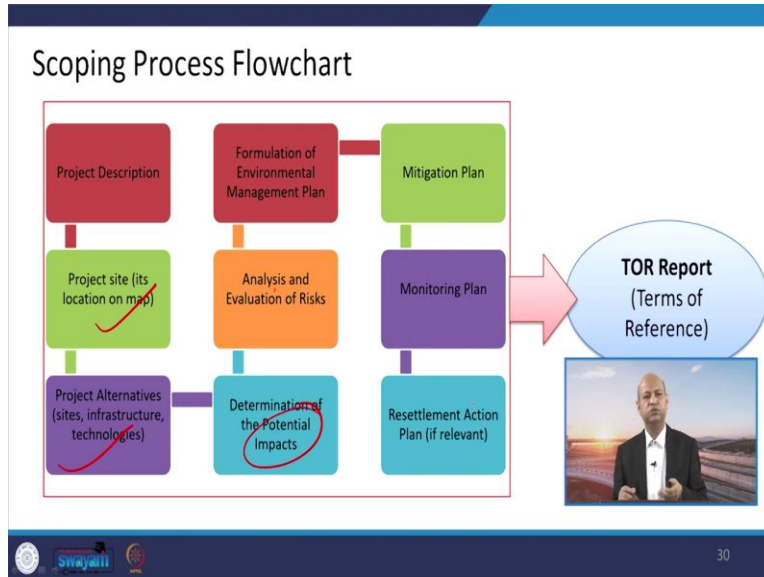 Scoping Process Flowchart
Project Description
Project site (its
location on map)
Project Alternatives
(sites, infrastructure,
technologies)
Determination of
the Potential
Impacts
Analysis and
Evaluation of Risks
Formulation of
Environmental
Management Plan
Mitigation Plan
Monitoring Plan
Resettlement Action
Plan (if relevant)
TOR Report
(Terms of
Reference)
swayam
30